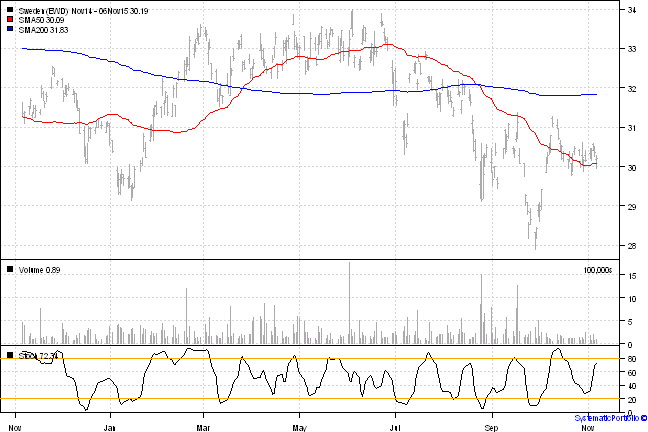 Sweden (EWD) Nov14 - 06Nov15 30.19
SMA50 30.09
SMA200 31.83
34
33
32
31
30
29
28
Volume 0.89
100,000s
15
10
5
0
80
60
40
20
0
Nov Jan Mar May Jul Sep Nov
SystematicPortfolio ©